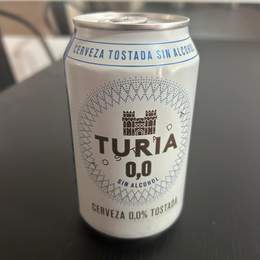 CERVEZA TOSTADA SIN ALCOHOL
TURIA
0,0
SIN ALCOHOL
CERVEZA 0,0% TOSTADA